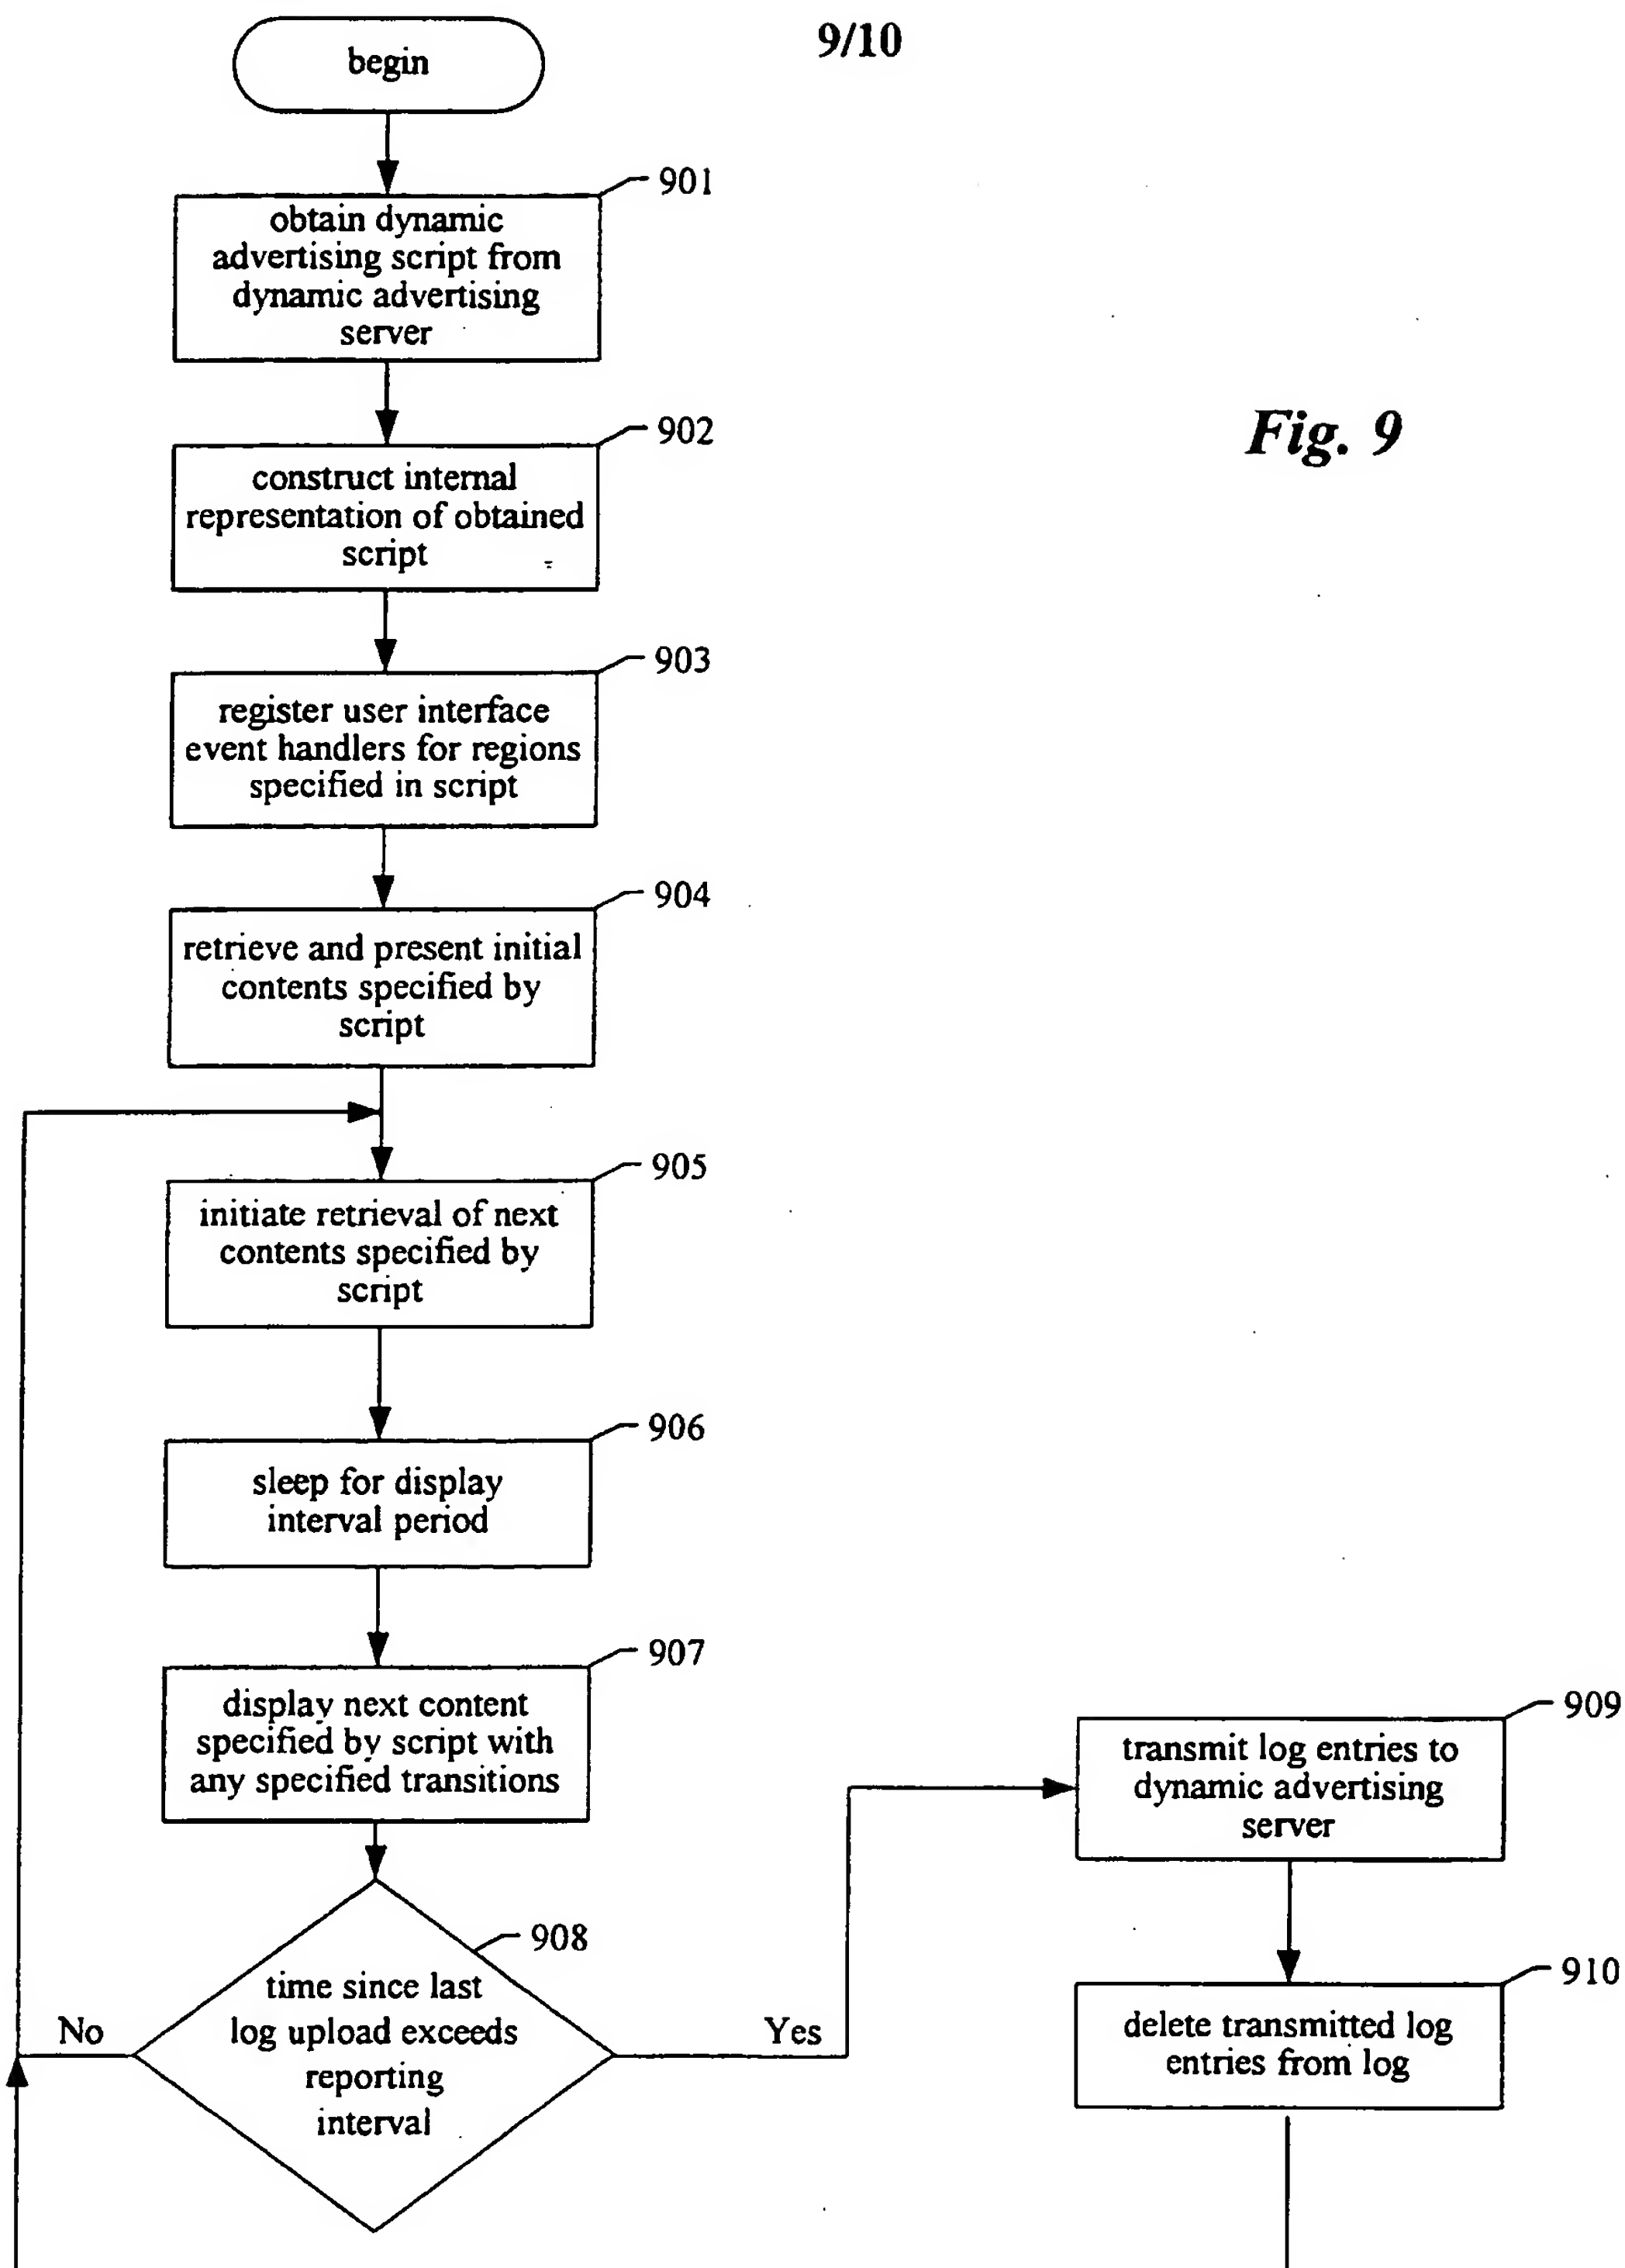 9/10
begin
901
obtain dynamic
advertising script from
dynamic advertising
server
902
construct internal
representation of obtained
script
Fig. 9
903
register user interface
event handlers for regions
specified in script
904
retrieve and present initial
contents specified by
script
905
initiate retrieval of next
contents specified by
script
906
sleep for display
interval period
907
display next content
specified by script with
any specified transitions
908
time since last
log upload exceeds
reporting
interval
No
Yes
909
transmit log entries to
dynamic advertising
server
910
delete transmitted log
entries from log